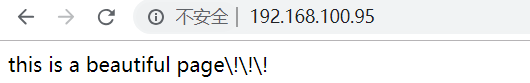 不安全 | 192.168.100.95
this is a beautiful page\!\!\!